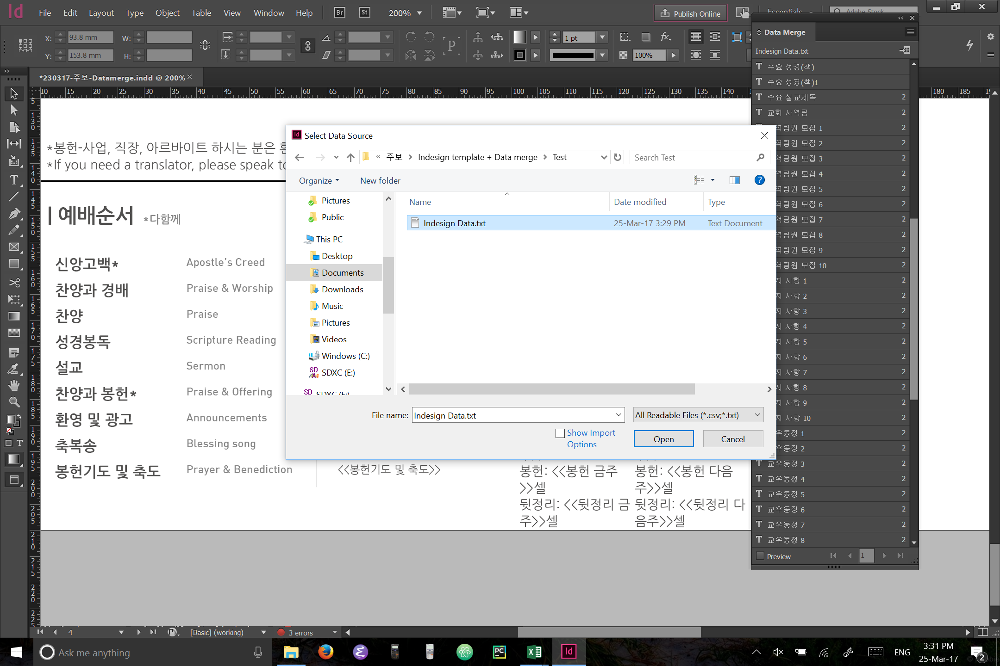 Id File Edit Layout Type Object Table View Window Help Br St 200% Publish Online Essentials Adobe Stock
X: 93.8 mm W: 1 pt
Y: 153.8 mm H: P 100%
*230317-주보-Datamerge.indd @ 200%
10 15 20 25 30 35 40 45 50 55 60 65 70 75 80 85 90 95 100 105 110 115 120 125 130 135 140 180 185
*봉헌-사업, 직장, 아르바이트 하시는 분은
*If you need a translator, please speak to
| 예배순서 *다함께
신앙고백* Apostle's Creed
찬양과 경배 Praise & Worship
찬양 Praise
성경봉독 Scripture Reading
설교 Sermon
찬양과 봉헌* Praise & Offering
환영 및 광고 Announcements
축복송 Blessing song
봉헌기도 및 축도 Prayer & Benediction <<봉헌기도 및 축도>>
봉헌: <<봉헌 금주
>>셀
뒷정리: <<뒷정리 금
주>>셀
봉헌: <<봉헌 다음
주>>셀
뒷정리: <<뒷정리 다
음주>>셀
Id Select Data Source
« 주보 > Indesign template + Data merge > Test
Search Test
Organize New folder
Pictures
Public
This PC
Desktop
Documents
Downloads
Music
Pictures
Videos
Windows (C:)
SDXC (E:)
SDXC (E:)
Name Date modified Type
Indesign Data.txt 25-Mar-17 3:29 PM Text Document
File name: Indesign Data.txt All Readable Files (*.csv;*.txt)
Show Import
Options
Open Cancel
Data Merge
Indesign Data.txt
T 수요 성경(책)
T 수요 성경(책)1
T 수요 설교제목 2
T 교회 사역팀 2
역팀원 모집 1 2
역팀원 모집 2 2
역팀원 모집 3 2
역팀원 모집 4 2
역팀원 모집 5 2
역팀원 모집 6 2
역팀원 모집 7 2
역팀원 모집 8 2
역팀원 모집 9 2
역팀원 모집 10 2
지 사항 1 2
지 사항 2 2
지 사항 3 2
지 사항 4 2
지 사항 5 2
지 사항 6 2
지 사항 7 2
지 사항 8 2
지 사항 9 2
지 사항 10 2
우동정 1 2
우동정 2 2
T 교우동정 3 2
T 교우동정 4 2
T 교우동정 5 2
T 교우동정 6 2
T 교우동정 7 2
T 교우동정 8 2
Preview 1
4 [Basic] (working) 3 errors
Ask me anything
PC
Id
ENG
3:31 PM
25-Mar-17
2